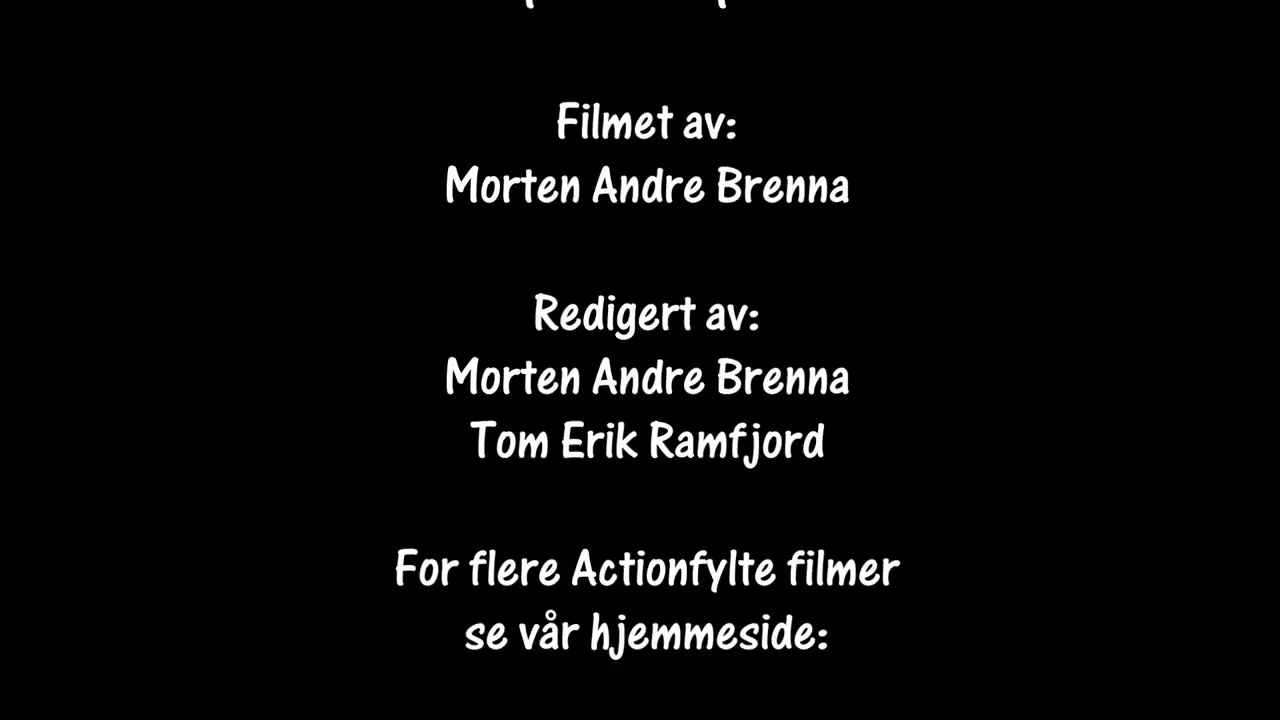 Filmet av:
Morten Andre Brenna
Redigert av:
Morten Andre Brenna
Tom Erik Ramfjord
For flere Actionfylte filmer
se vår hjemmeside: